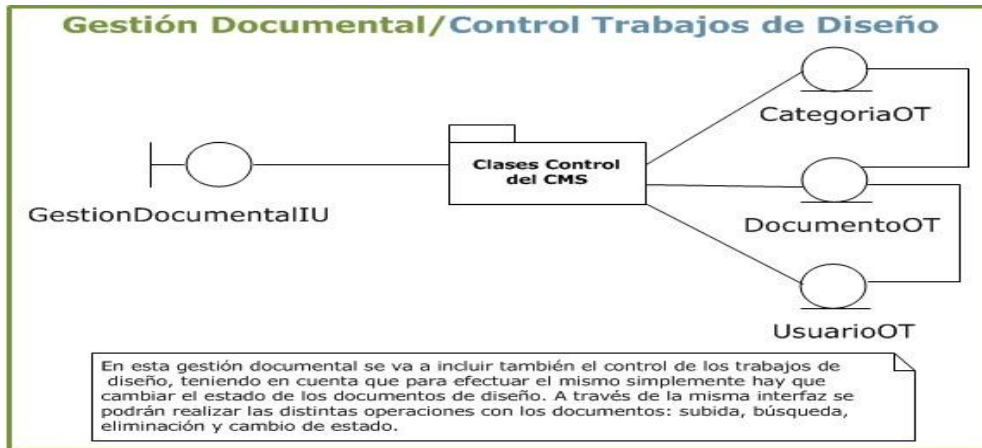 Gestión Documental/Control Trabajos de Diseño
CategoriaOT
Clases Control
del CMS
GestionDocumentalIU
DocumentoOT
UsuarioOT
En esta gestión documental se va a incluir también el control de los trabajos de
diseño, teniendo en cuenta que para efectuar el mismo simplemente hay que
cambiar el estado de los documentos de diseño. A través de la misma interfaz se
podrán realizar las distintas operaciones con los documentos: subida, búsqueda,
eliminación y cambio de estado.